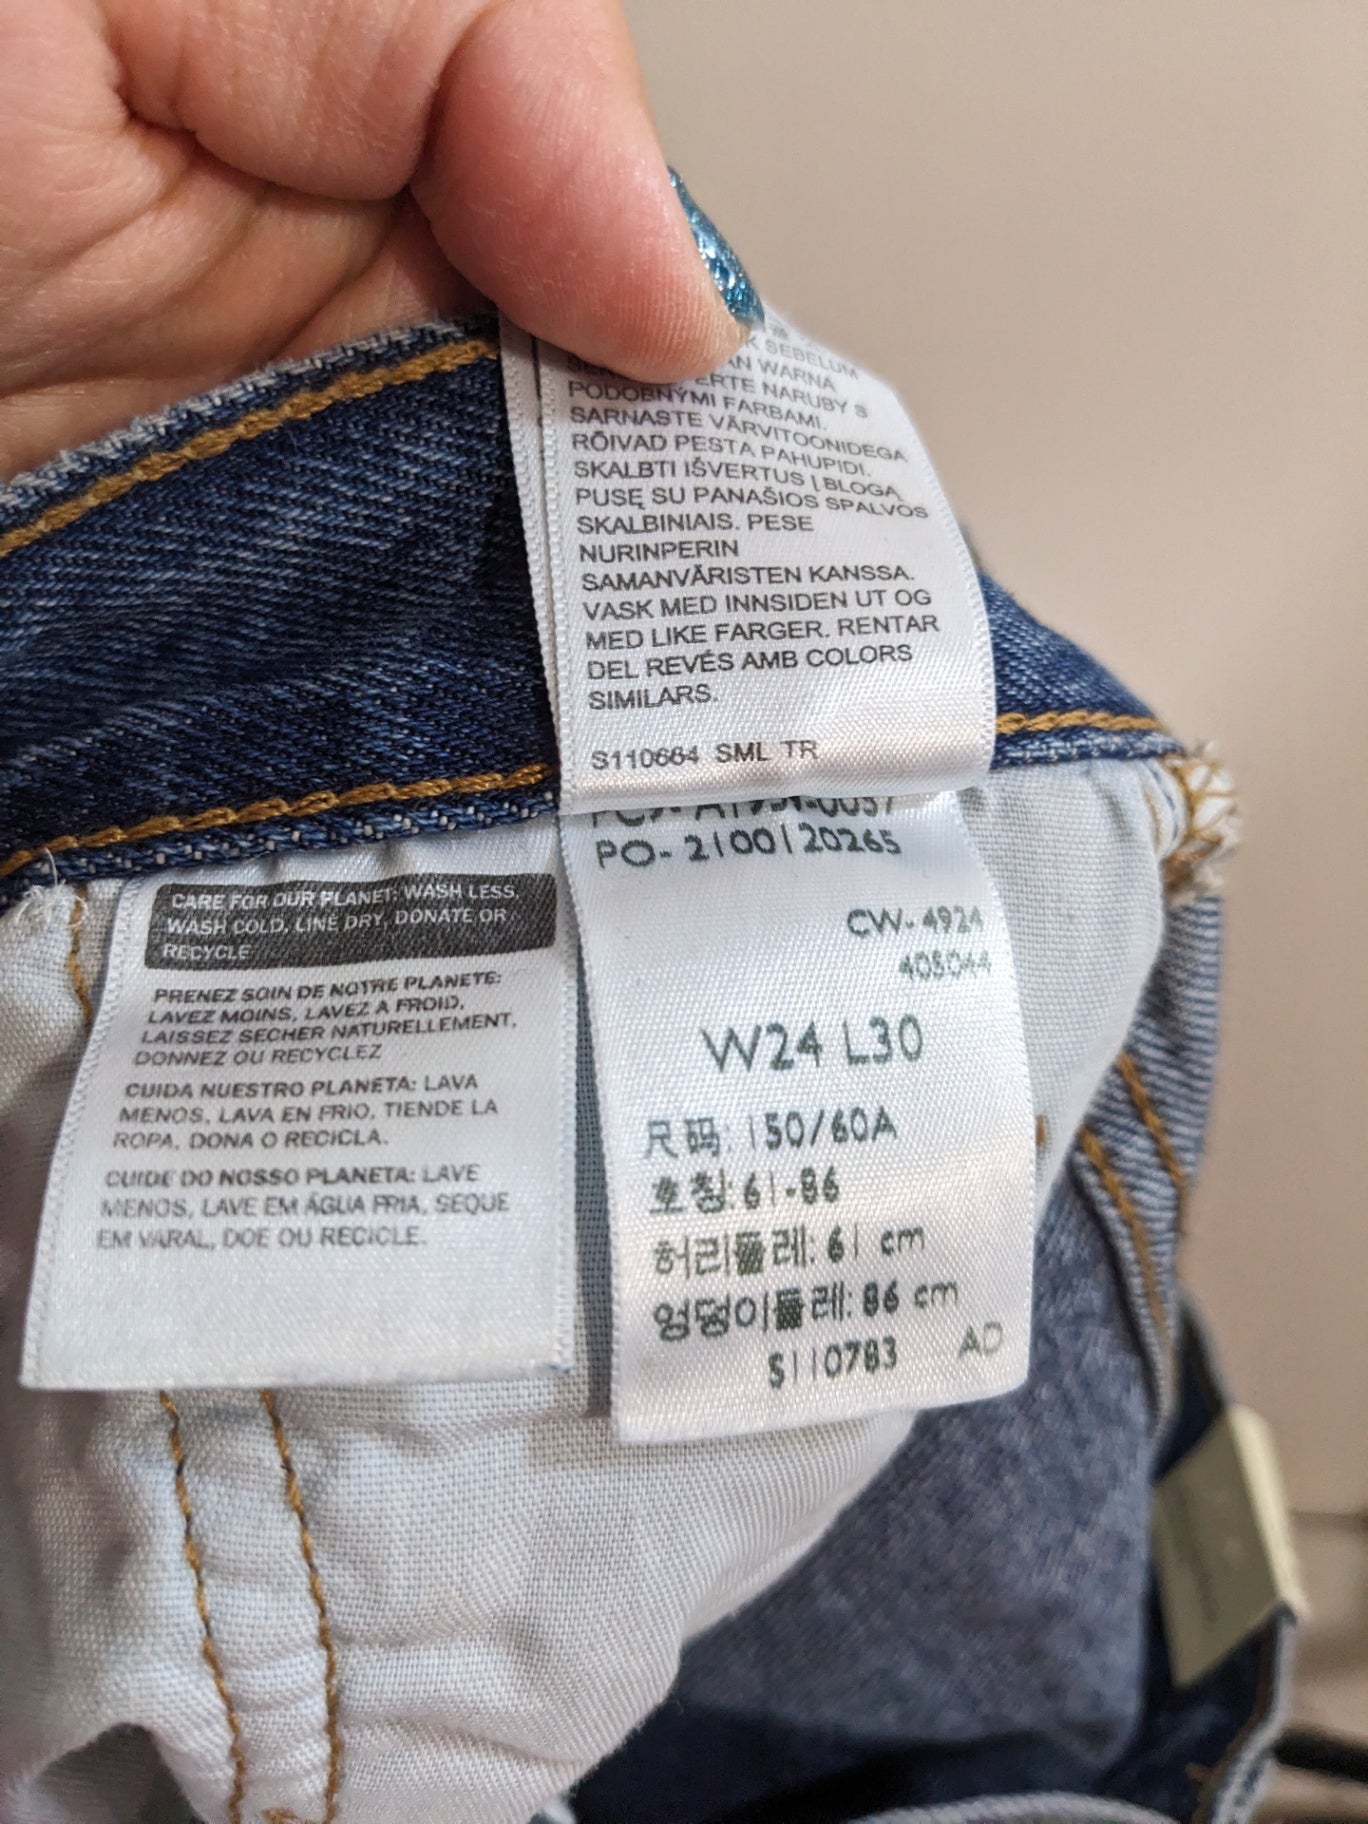 SEBELUM
WARNA
NARUBY S
PODOBNÝMI FARBAMI.
SARNASTE VÄRVITOONIDEGA
RÕIVAD PESTA PAHUPIDI.
SKALBTI IŠVERTUS Į BLOGĄ
PUSĘ SU PANAŠIOS SPALVOS
SKALBINIAIS. PESE
NURINPERIN
SAMANVÄRISTEN KANSSA.
VASK MED INNSIDEN UT OG
MED LIKE FARGER. RENTAR
DEL REVÉS AMB COLORS
SIMILARS.
S110664 SML TR
PO- 2100120265
CW- 4924
405044
W24 L30
尺码: 150/60A
호칭: 61-86
허리둘레: 61 cm
엉덩이둘레: 86 cm
S110783 AD
CARE FOR OUR PLANET: WASH LESS,
WASH COLD, LINE DRY, DONATE OR
RECYCLE
PRENEZ SOIN DE NOTRE PLANETE:
LAVEZ MOINS, LAVEZ A FROID,
LAISSEZ SECHER NATURELLEMENT,
DONNEZ OU RECYCLEZ
CUIDA NUESTRO PLANETA: LAVA
MENOS, LAVA EN FRIO, TIENDE LA
ROPA, DONA O RECICLA.
CUIDE DO NOSSO PLANETA: LAVE
MENOS, LAVE EM ÁGUA FRIA, SEQUE
EM VARAL, DOE OU RECICLE.